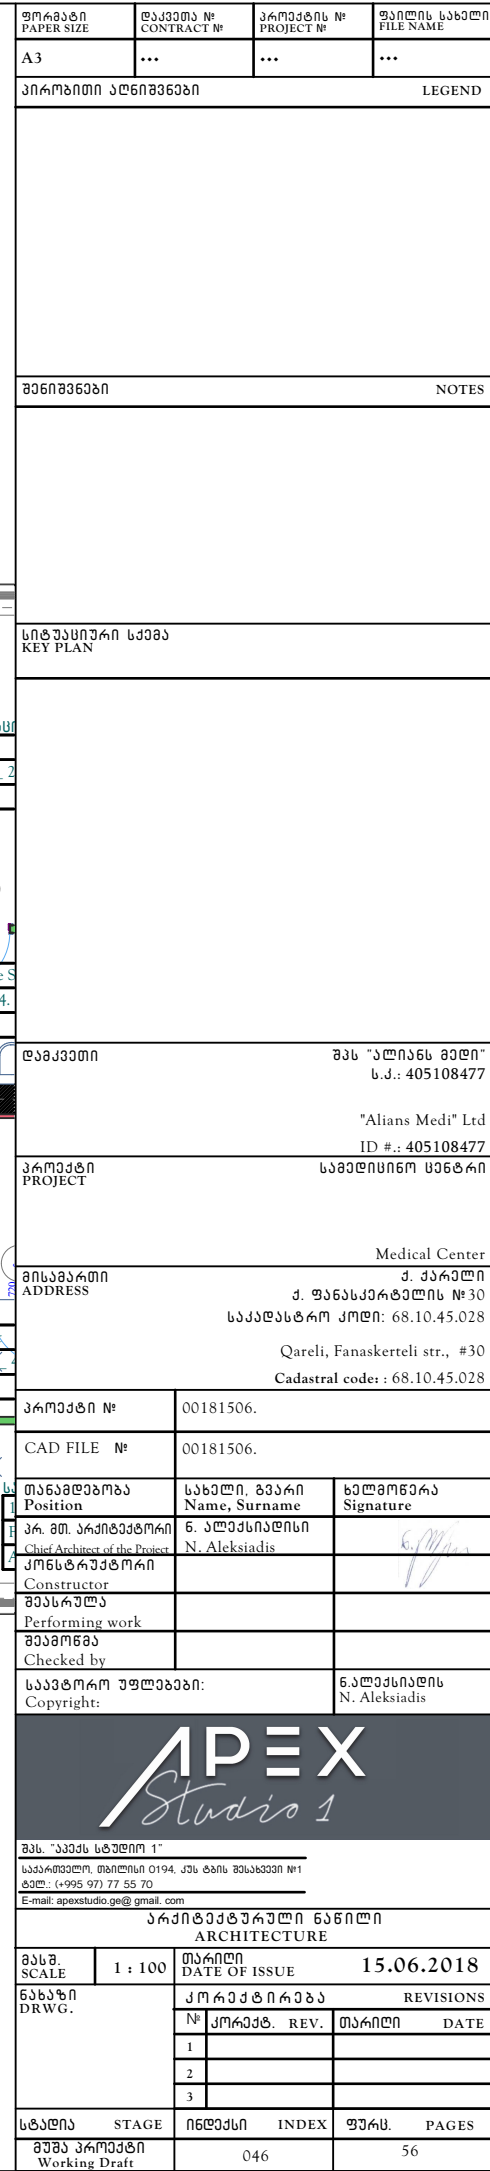 ფორმატი დაკვეთა № პროექტის № ფაილის სახელი
PAPER SIZE CONTRACT № PROJECT № FILE NAME
A3 ... ... ...
პირობითი აღნიშვნები LEGEND
შენიშვნები NOTES
სიტუაციური სქემა
KEY PLAN
დამკვეთი შპს "ალიანს მედი"
ს.კ.: 405108477
"Alians Medi" Ltd
ID #.: 405108477
პროექტი სამედიცინო ცენტრი
PROJECT
Medical Center
მისამართი ქ. ქარელი
ADDRESS ქ. ფანასკერტელის №30
საკადასტრო კოდი: 68.10.45.028
Qareli, Fanaskerteli str., #30
Cadastral code: : 68.10.45.028
პროექტი № 00181506.
CAD FILE № 00181506.
თანამდებობა სახელი, გვარი ხელმოწერა
Position Name, Surname Signature
პრ. მთ. არქიტექტორი ნ. ალექსიადისი
Chief Architect of the Project N. Aleksiadis
კონსტრუქტორი
Constructor
შეასრულა
Performing work
შეამოწმა
Checked by
საავტორო უფლებები: ნ.ალექსიადის
Copyright: N. Aleksiadis
APEX
Studio 1
შპს. "აპექს სტუდიო 1"
საქართველო, თბილისი 0194, კუს ტბის შესახვევი №1
ტელ.: (+995 97) 77 55 70
E-mail: apexstudio.ge@ gmail. com
არქიტექტურული ნაწილი
ARCHITECTURE
მასშ. 1 : 100 თარიღი 15.06.2018
SCALE DATE OF ISSUE
ნახაზი კორექტირება REVISIONS
DRWG.
№ კორექტ. REV. თარიღი DATE
1
2
3
სტადია STAGE ინდექსი INDEX ფურც. PAGES
მუშა პროექტი 046 56
Working Draft